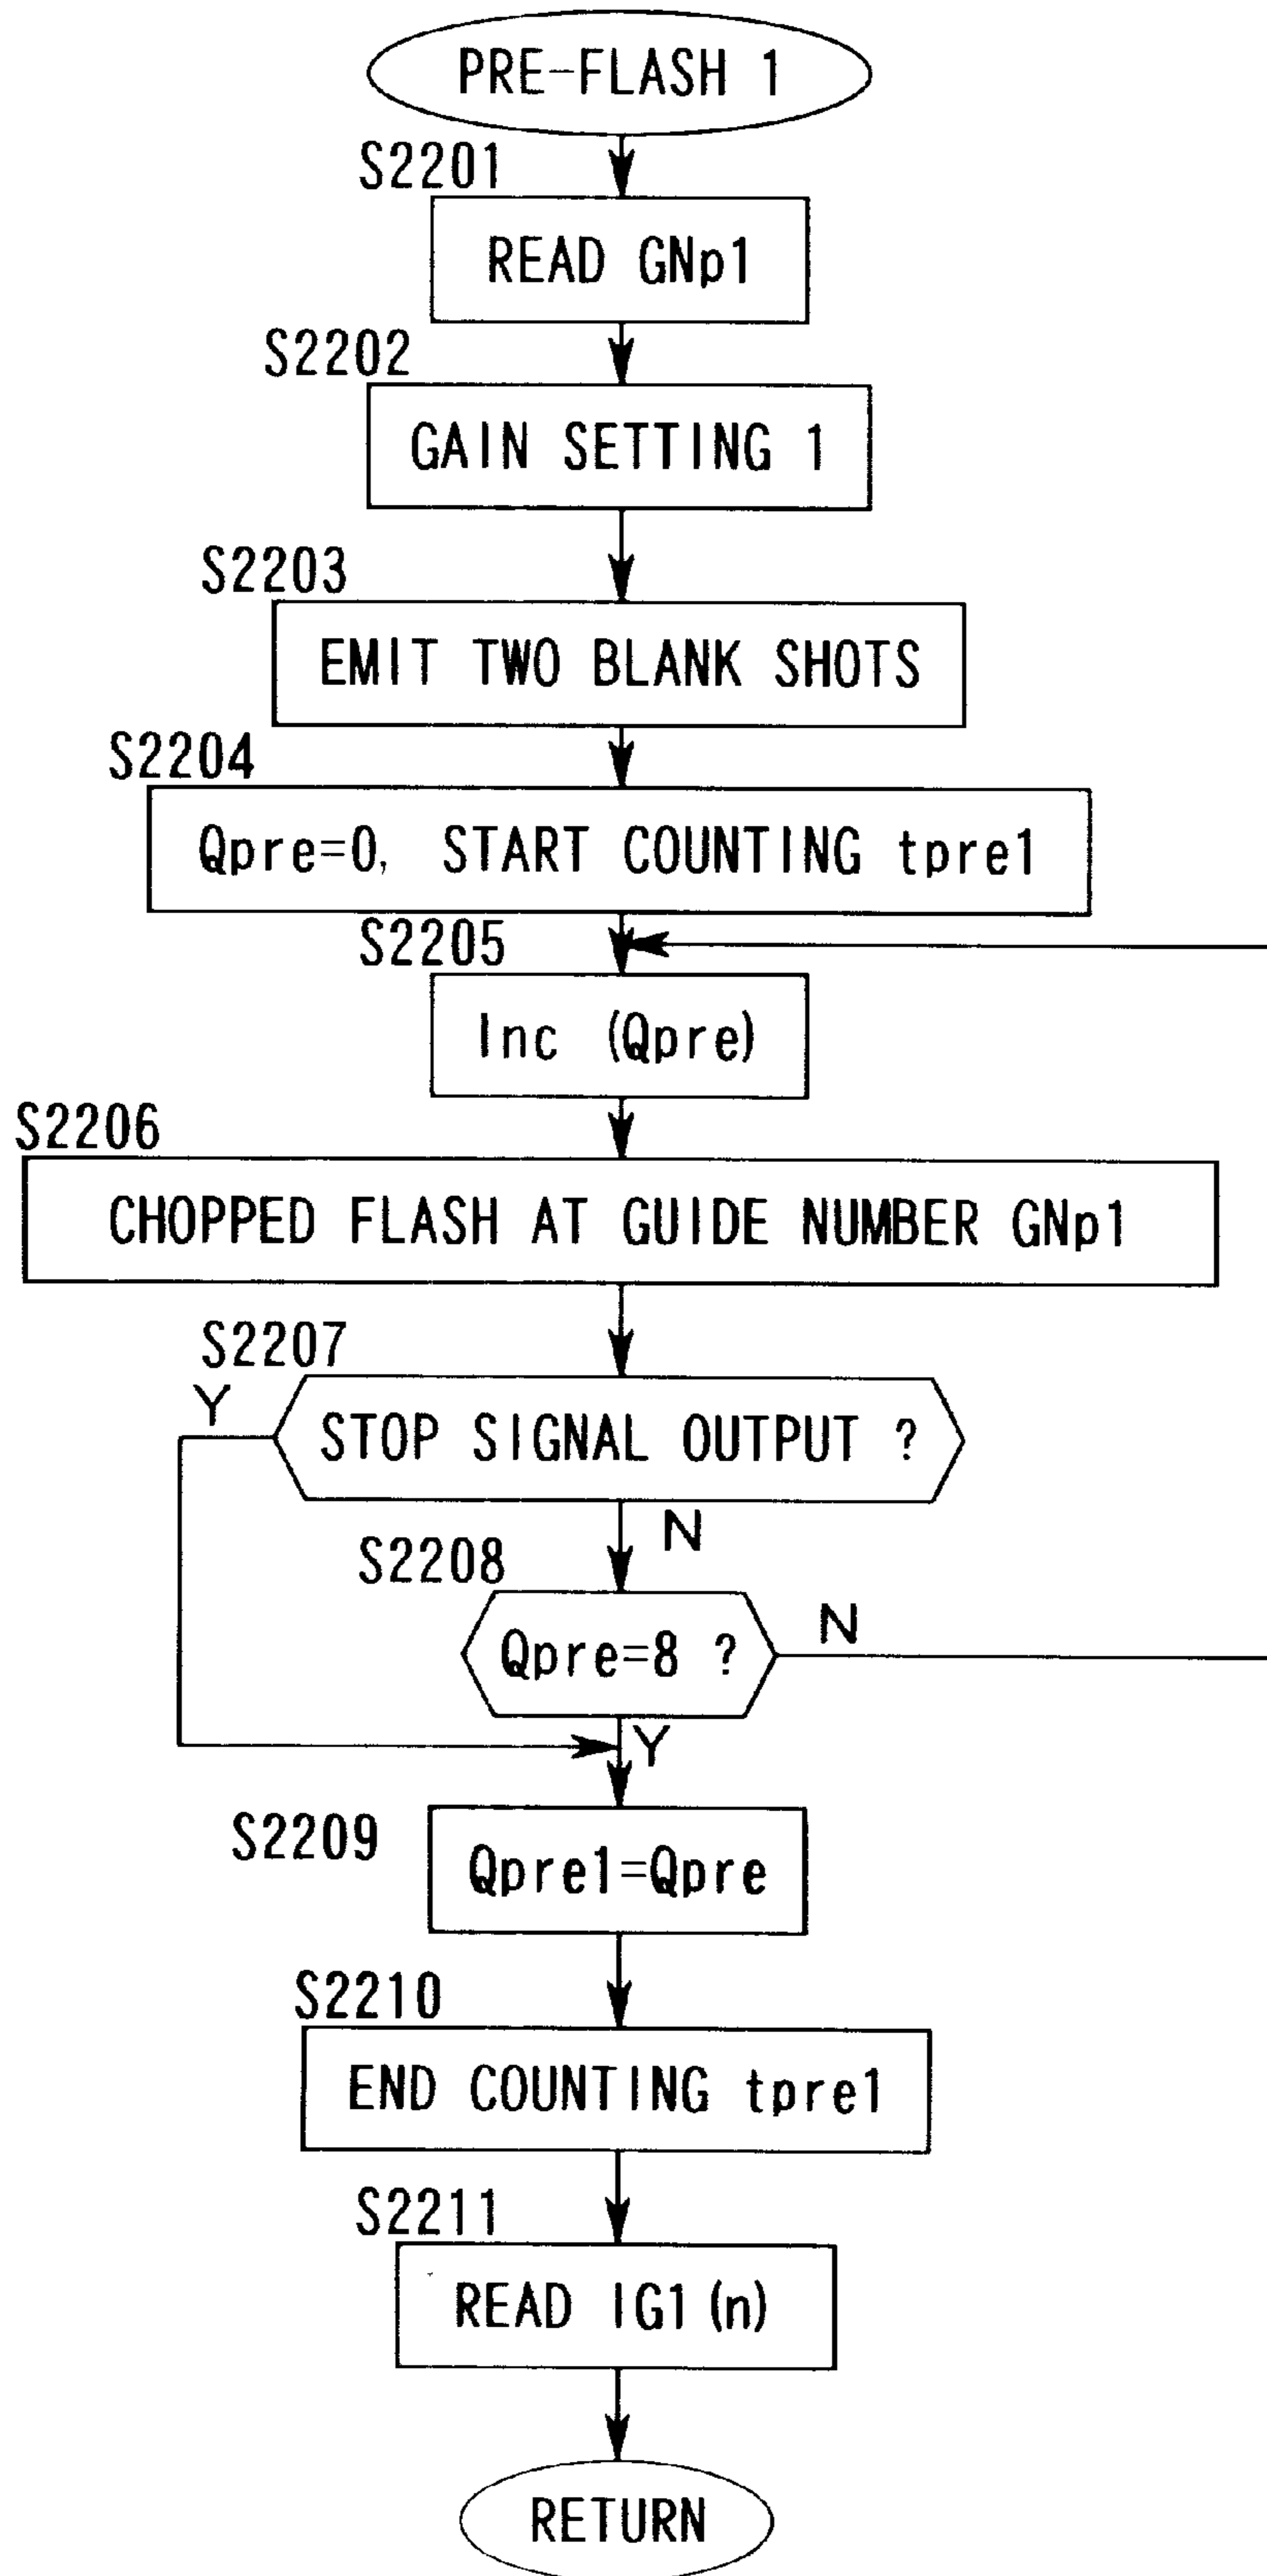 PRE-FLASH 1
S2201
READ GNp1
S2202
GAIN SETTING 1
S2203
EMIT TWO BLANK SHOTS
S2204
Qpre=0, START COUNTING tpre1
S2205
Inc (Qpre)
S2206
CHOPPED FLASH AT GUIDE NUMBER GNp1
S2207
Y
STOP SIGNAL OUTPUT ?
N
S2208
Qpre=8 ?
N
Y
S2209
Qpre1=Qpre
S2210
END COUNTING tpre1
S2211
READ IG1 (n)
RETURN